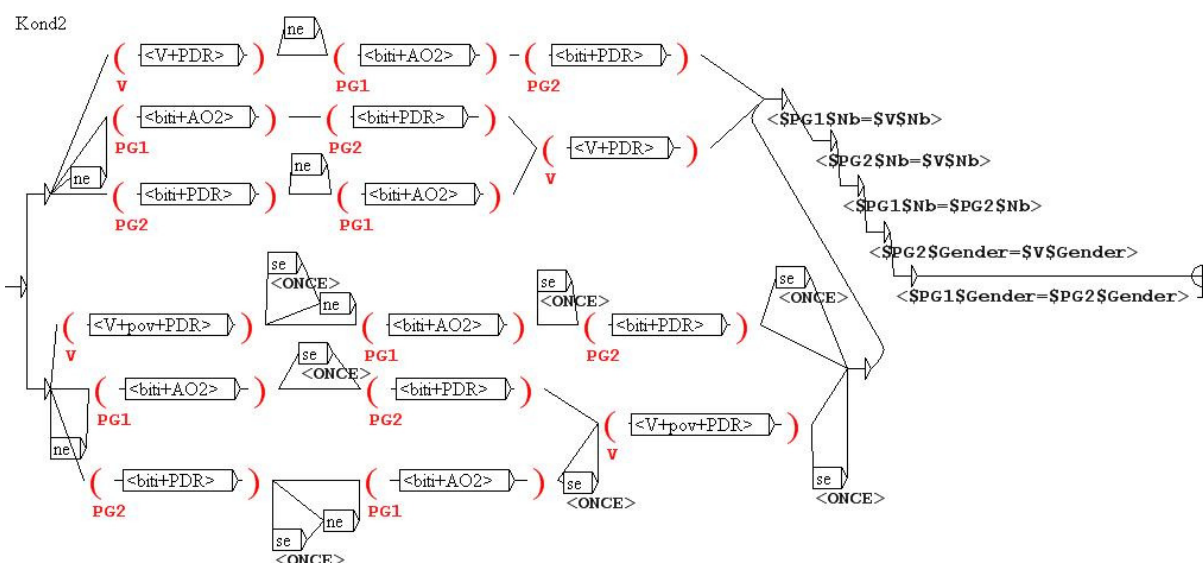 Kond2
ne
( <V+PDR> ) ( <biti+AO2> ) ( <biti+PDR> )
V PG1 PG2
( <biti+AO2> ) ( <biti+PDR> )
<$PG1$Nb=$V$Nb>
PG1 PG2
( <V+PDR> )
ne ne
<$PG2$Nb=$V$Nb>
V
( <biti+PDR> ) ( <biti+AO2> )
<$PG1$Nb=$PG2$Nb>
PG2 PG1
<$PG2$Gender=$V$Gender>
se se se
<ONCE> <ONCE> <ONCE>
<$PG1$Gender=$PG2$Gender>
ne
( <V+pov+PDR> ) ( <biti+AO2> ) ( <biti+PDR> )
V PG1 PG2
se
<ONCE>
( <biti+AO2> ) ( <biti+PDR> )
PG1 PG2
( <V+pov+PDR> )
ne
V
( <biti+PDR> ) ( <biti+AO2> )
se se
PG2 PG1
<ONCE> <ONCE>
ne
se
<ONCE>